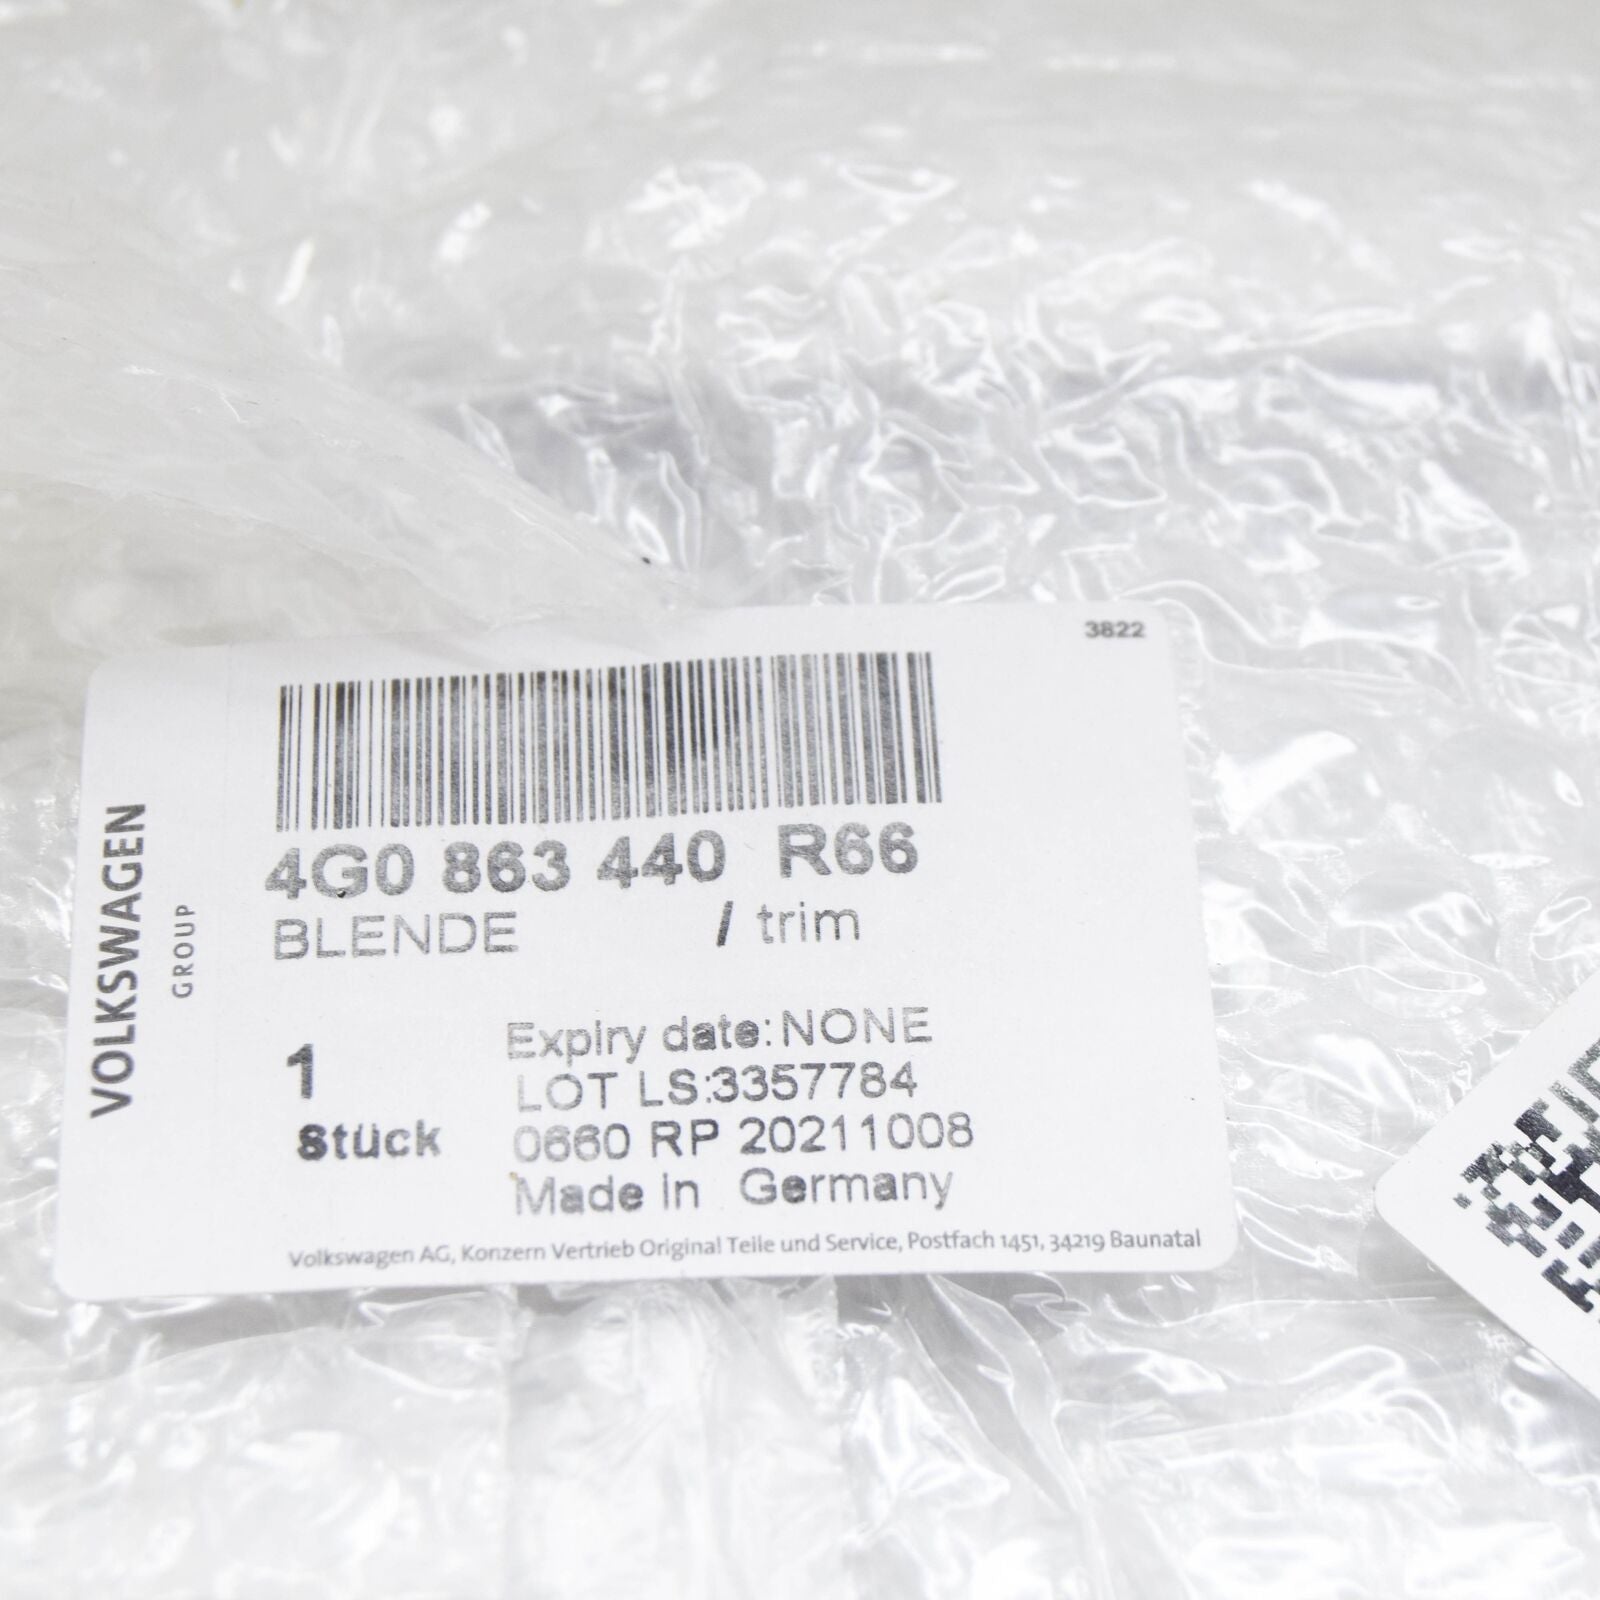 3822
VOLKSWAGEN
GROUP
4G0 863 440 R66
BLENDE / trim
1
Stück
Expiry date: NONE
LOT LS:3357784
0660 RP 20211008
Made in Germany
Volkswagen AG, Konzern Vertrieb Original Teile und Service, Postfach 1451, 34219 Baunatal